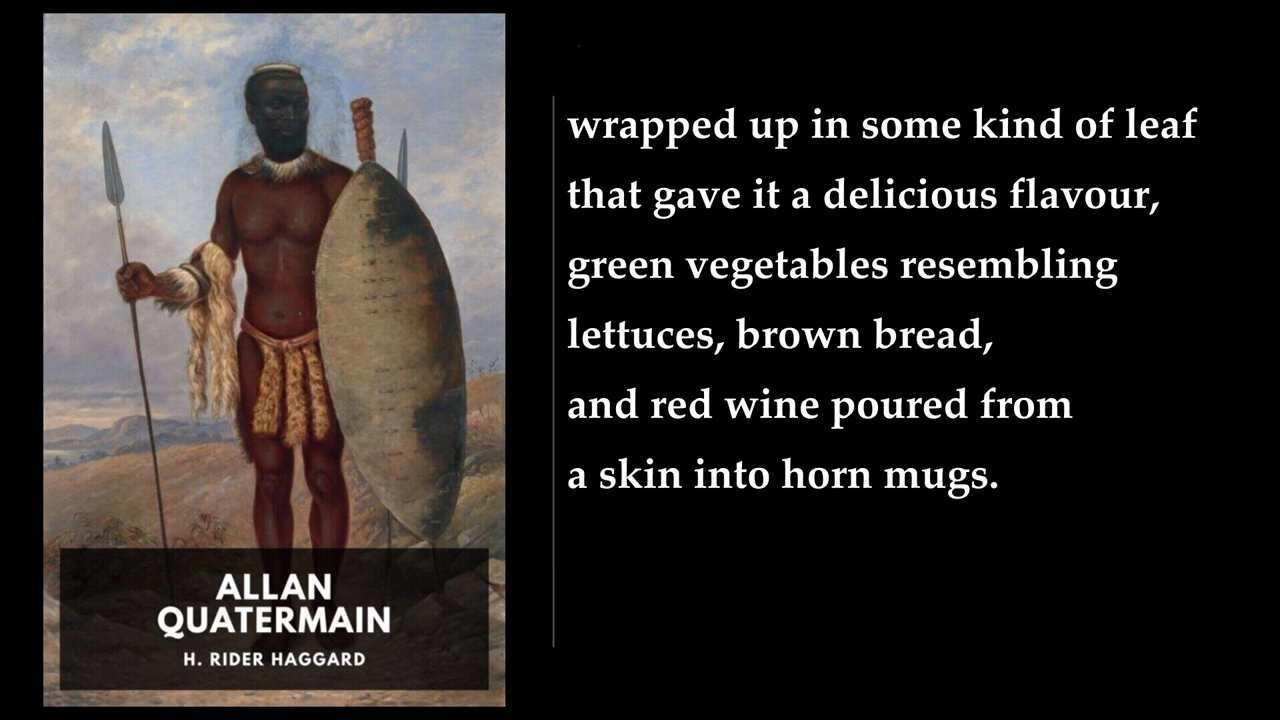 ALLAN
QUATERMAIN
H. RIDER HAGGARD
wrapped up in some kind of leaf
that gave it a delicious flavour,
green vegetables resembling
lettuces, brown bread,
and red wine poured from
a skin into horn mugs.